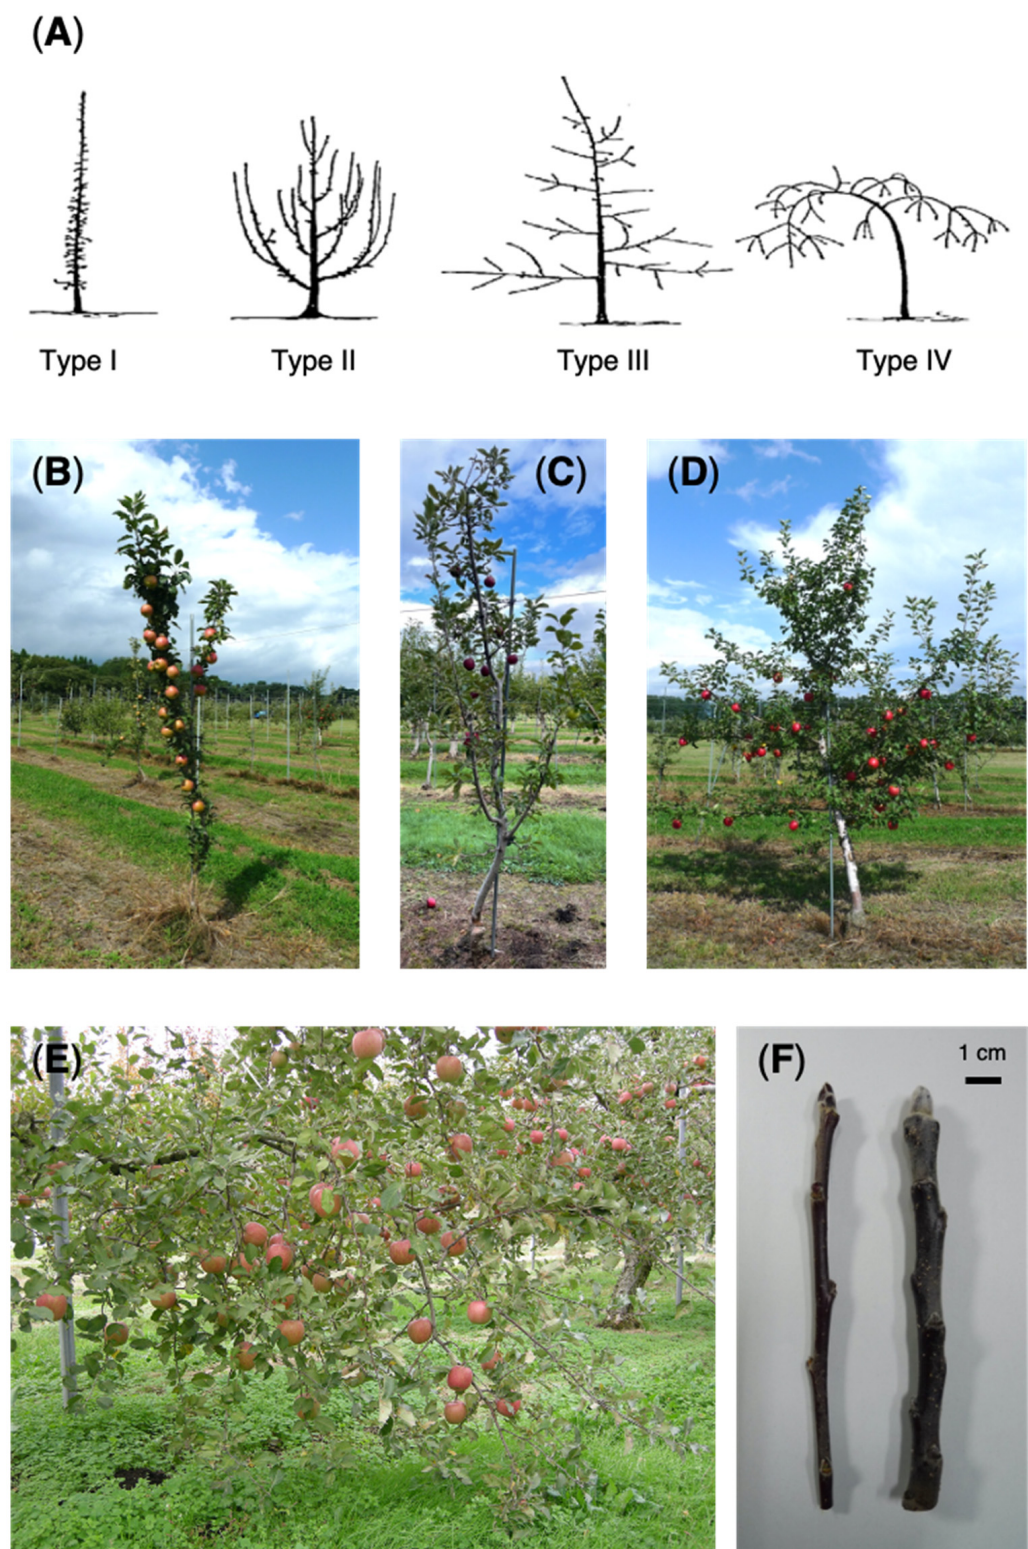 (A)
Type I
Type II
Type III
Type IV
(B)
(C)
(D)
(E)
(F)
1 cm